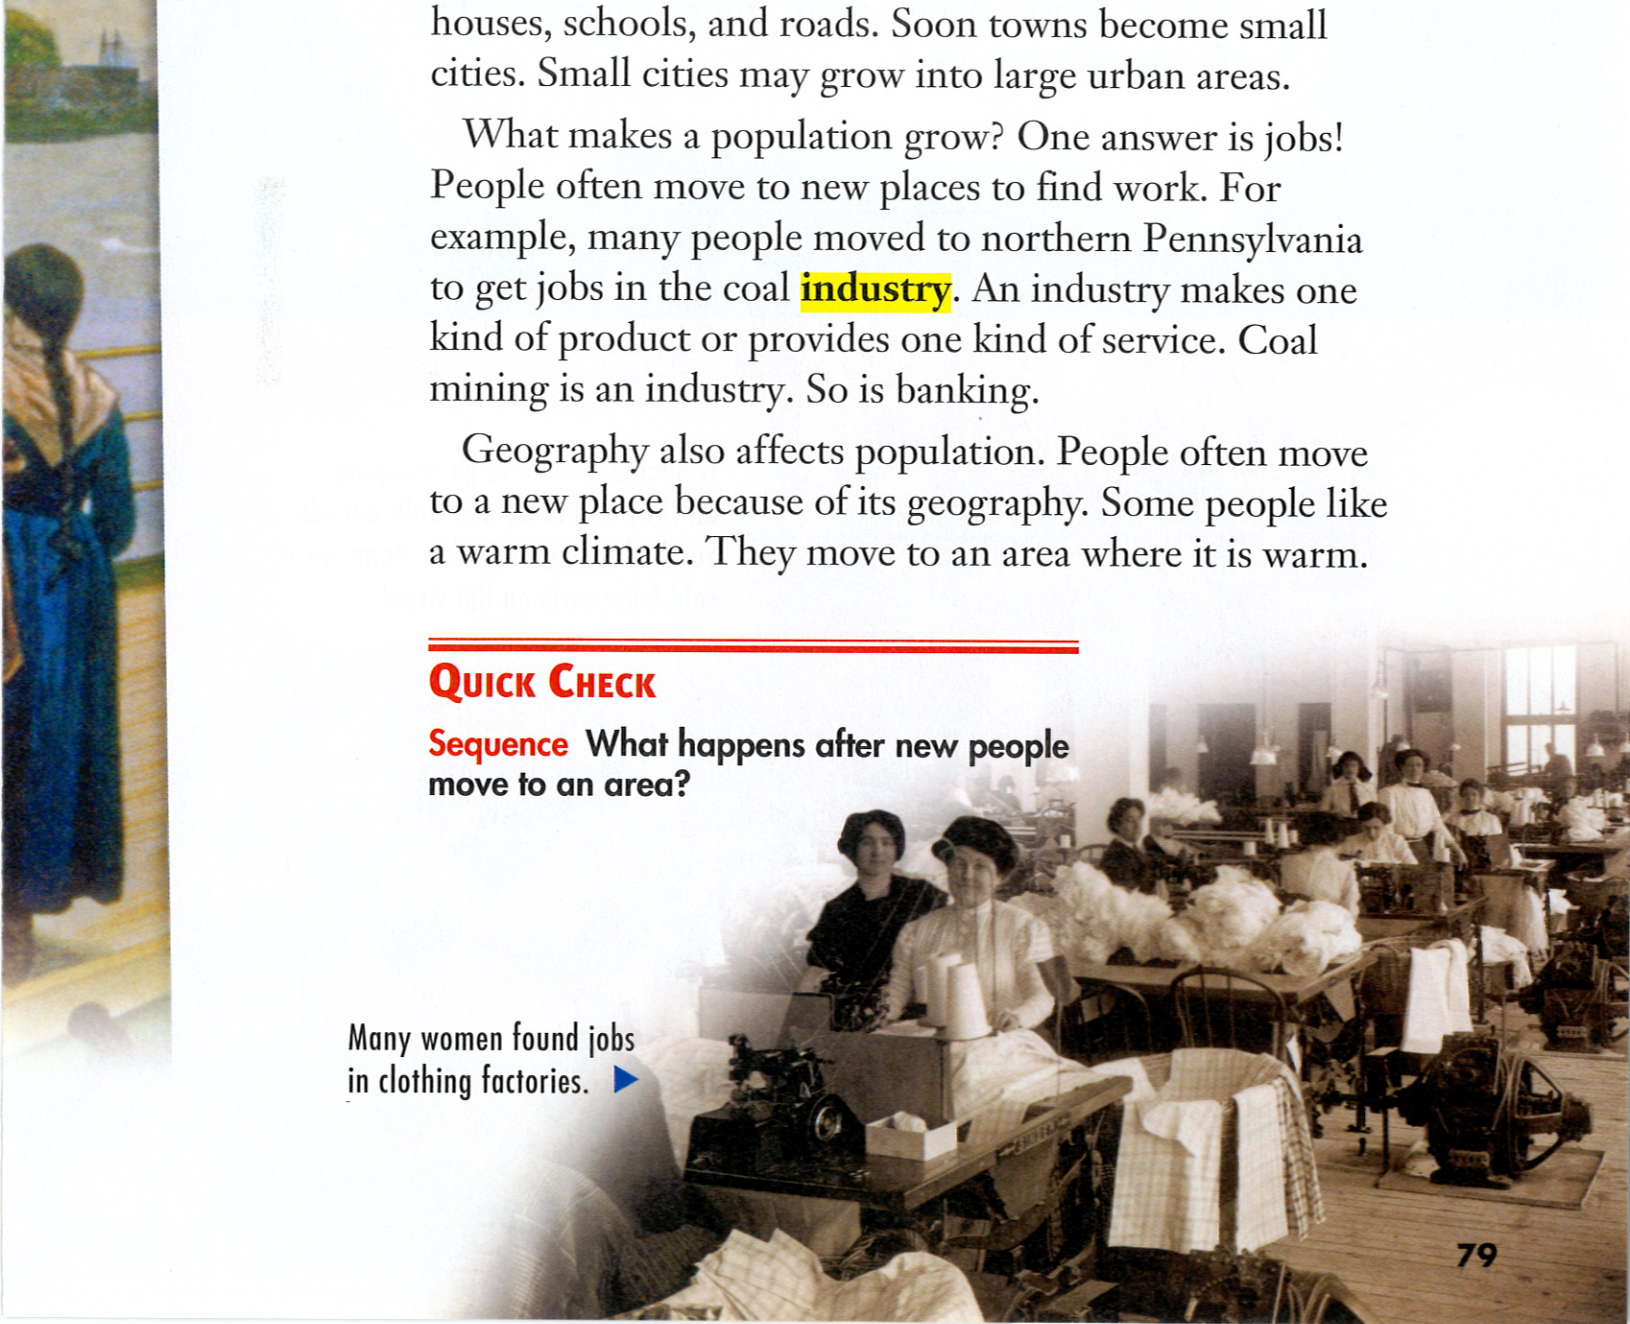 houses, schools, and roads. Soon towns become small
cities. Small cities may grow into large urban areas.
What makes a population grow? One answer is jobs!
People often move to new places to find work. For
example, many people moved to northern Pennsylvania
to get jobs in the coal industry. An industry makes one
kind of product or provides one kind of service. Coal
mining is an industry. So is banking.
Geography also affects population. People often move
to a new place because of its geography. Some people like
a warm climate. They move to an area where it is warm.
QUICK CHECK
Sequence What happens after new people
move to an area?
Many women found jobs
in clothing factories.
79